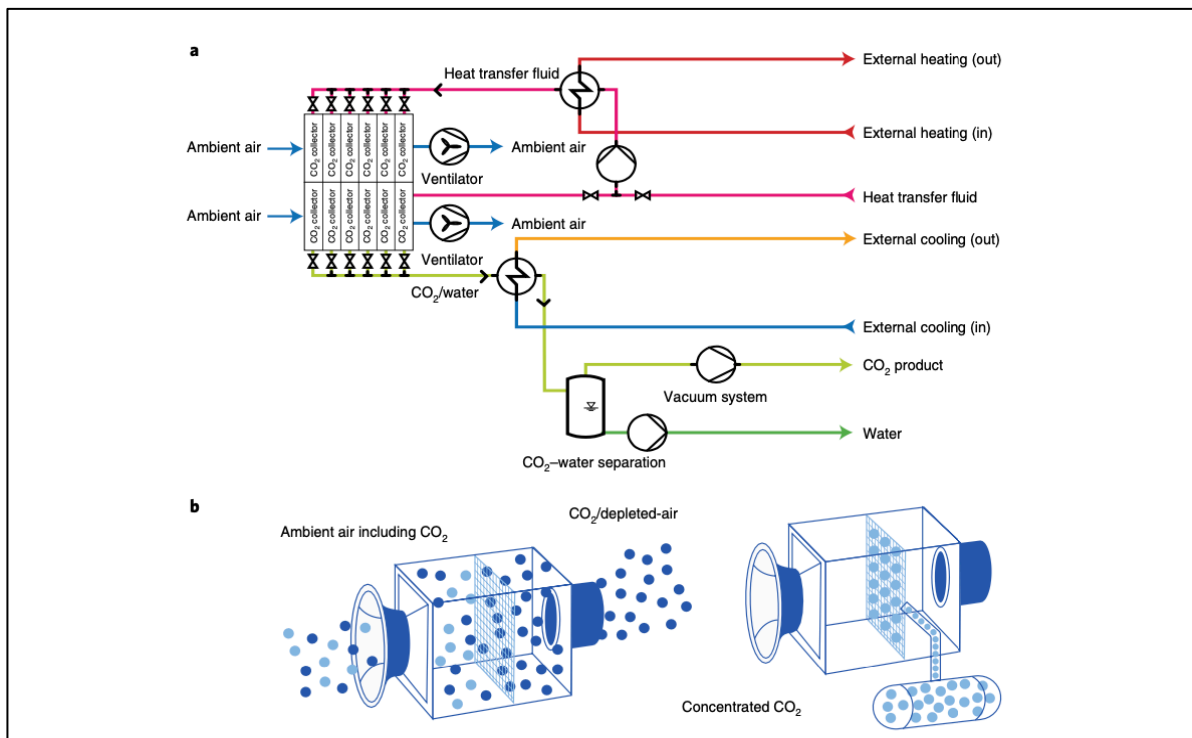 a
Heat transfer fluid
External heating (out)
External heating (in)
Ambient air
CO₂ collector
CO₂ collector
CO₂ collector
CO₂ collector
CO₂ collector
CO₂ collector
Ambient air
Ventilator
Heat transfer fluid
Ambient air
CO₂ collector
CO₂ collector
CO₂ collector
CO₂ collector
CO₂ collector
CO₂ collector
Ambient air
External cooling (out)
Ventilator
CO₂/water
External cooling (in)
CO₂ product
Vacuum system
Water
CO₂–water separation
b
Ambient air including CO₂
CO₂/depleted-air
Concentrated CO₂